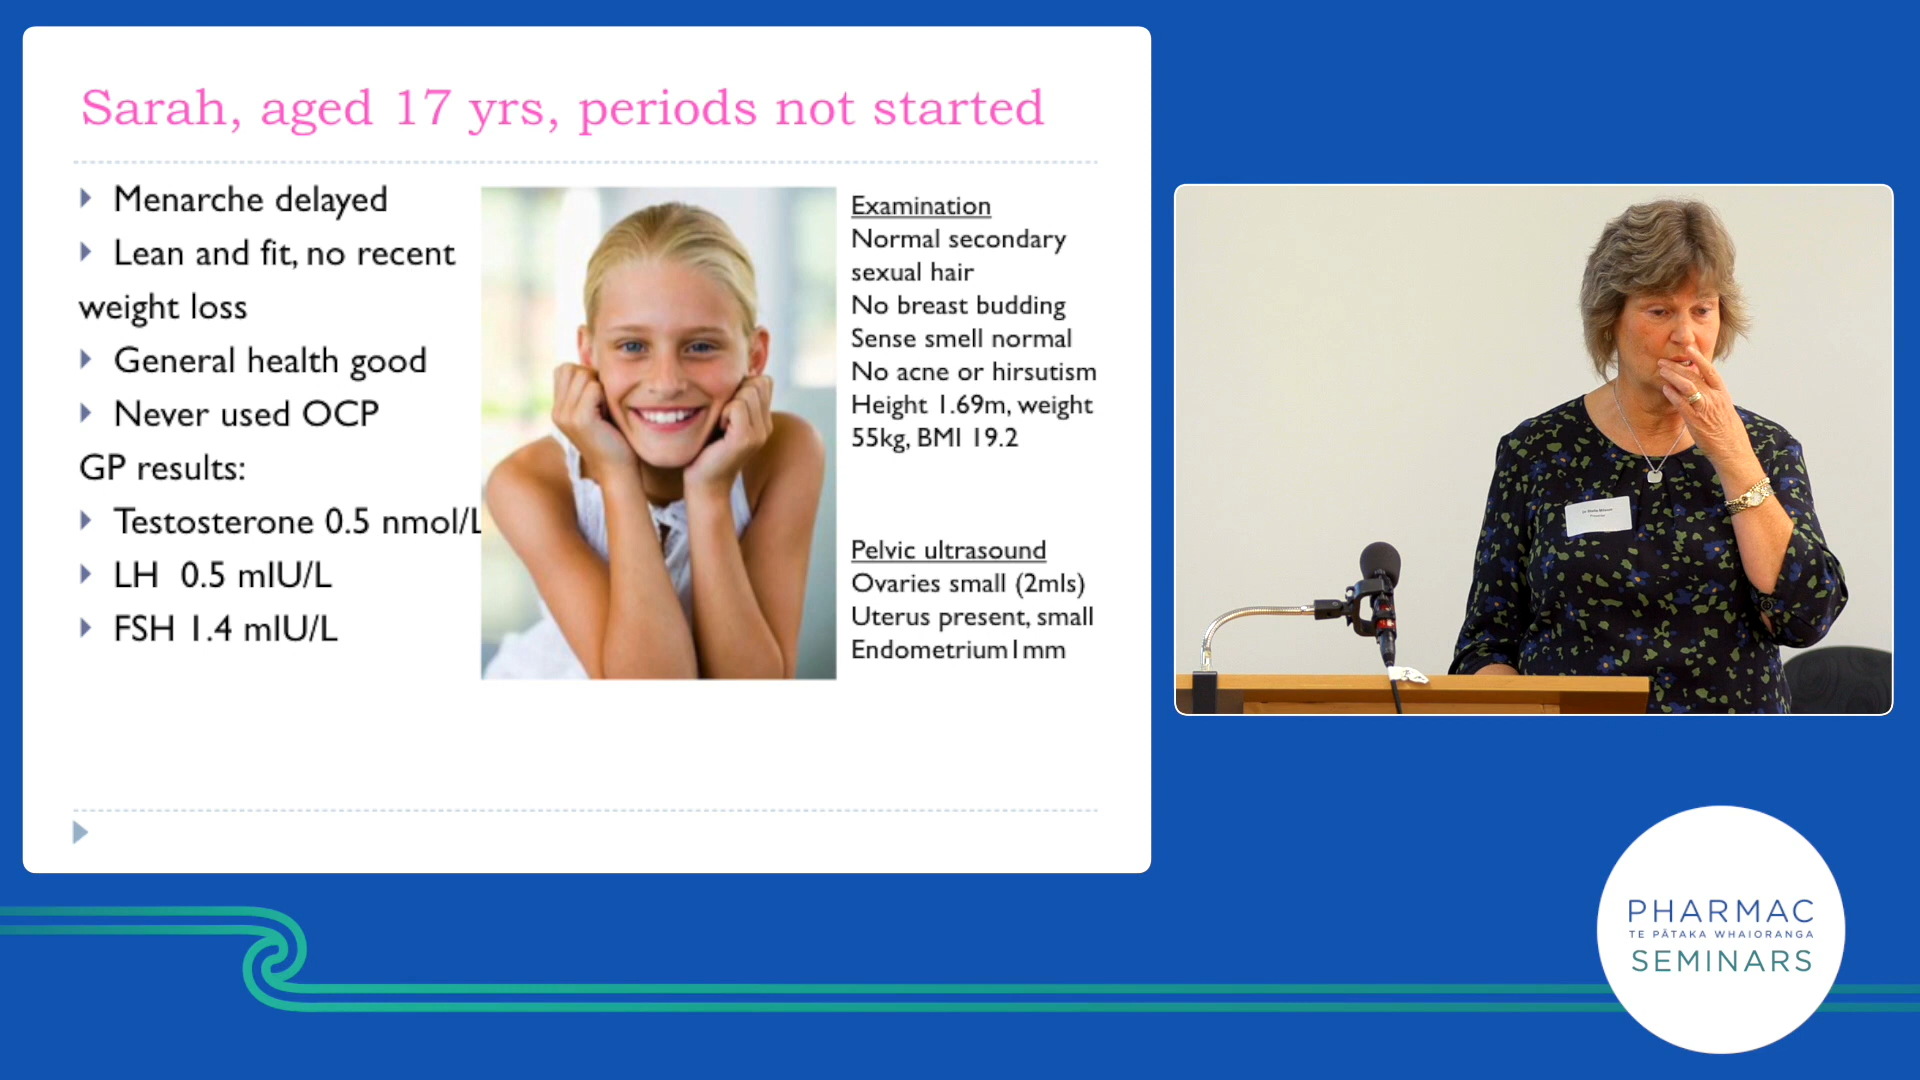 Sarah, aged 17 yrs, periods not started
Menarche delayed
Lean and fit, no recent
weight loss
General health good
Never used OCP
GP results:
Testosterone 0.5 nmol/L
LH 0.5 mIU/L
FSH 1.4 mIU/L
Examination
Normal secondary
sexual hair
No breast budding
Sense smell normal
No acne or hirsutism
Height 1.69m, weight
55kg, BMI 19.2
Pelvic ultrasound
Ovaries small (2mls)
Uterus present, small
Endometrium1mm
PHARMAC
TE PĀTAKA WHAIORANGA
SEMINARS